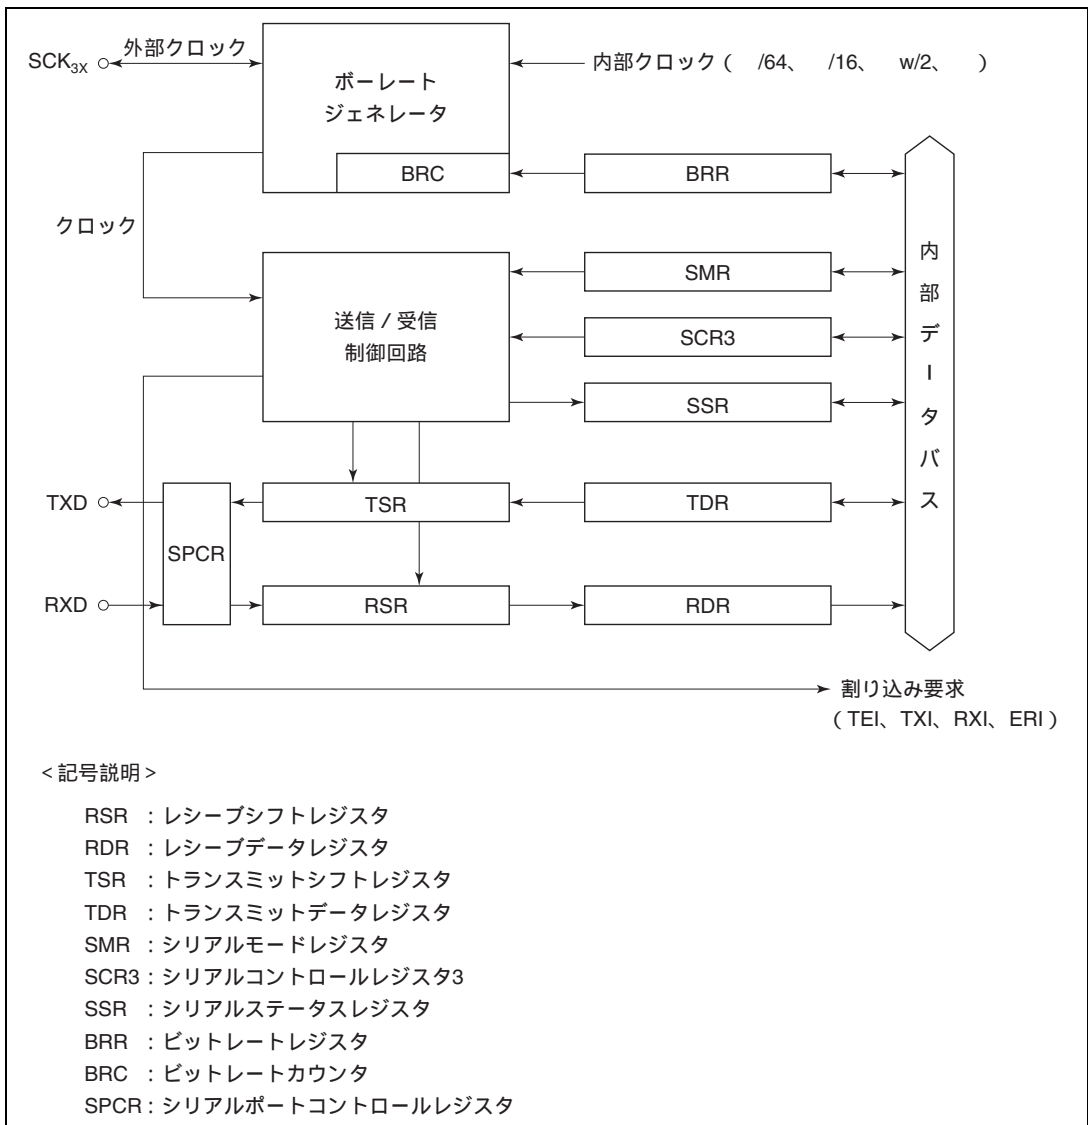 SCK3X
外部クロック
ボーレート
ジェネレータ
内部クロック（ /64、 /16、 w/2、 ）
BRC
BRR
クロック
内部データバス
送信 / 受信
制御回路
SMR
SCR3
SSR
TXD
SPCR
TSR
TDR
RXD
RSR
RDR
割り込み要求
（TEI、TXI、RXI、ERI）
<記号説明>
RSR ：レシーブシフトレジスタ
RDR ：レシーブデータレジスタ
TSR ：トランスミットシフトレジスタ
TDR ：トランスミットデータレジスタ
SMR ：シリアルモードレジスタ
SCR3：シリアルコントロールレジスタ3
SSR ：シリアルステータスレジスタ
BRR ：ビットレートレジスタ
BRC ：ビットレートカウンタ
SPCR：シリアルポートコントロールレジスタ